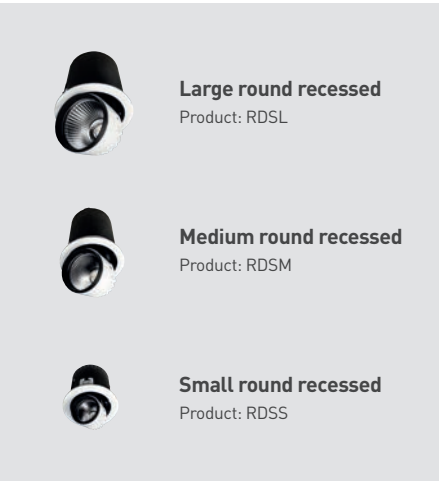 Large round recessed
Product: RDSL
Medium round recessed
Product: RDSM
Small round recessed
Product: RDSS